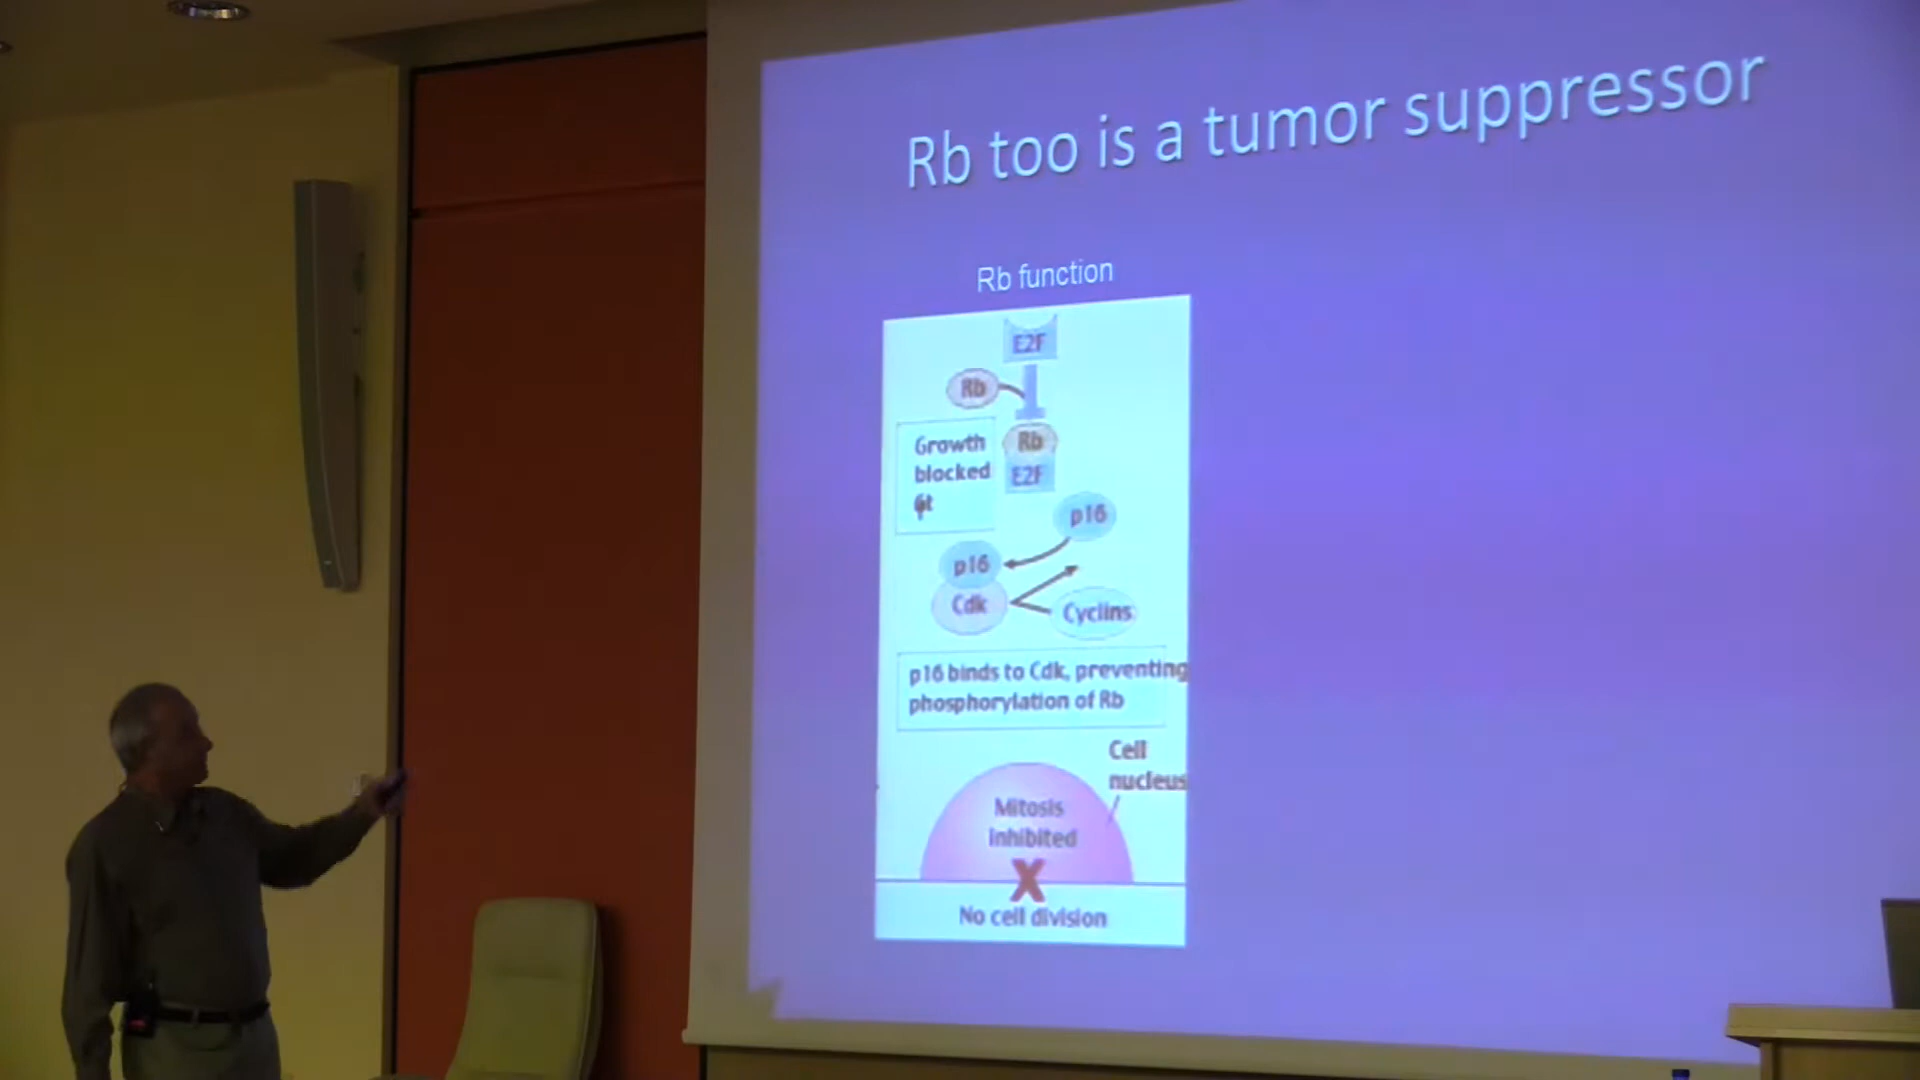 Rb too is a tumor suppressor
Rb function
E2F
Rb
Rb
E2F
Growth
blocked
p16
p16
Cdk
Cyclins
p16 binds to Cdk, preventing
phosphorylation of Rb
Cell
nucleus
Mitosis
inhibited
X
No cell division